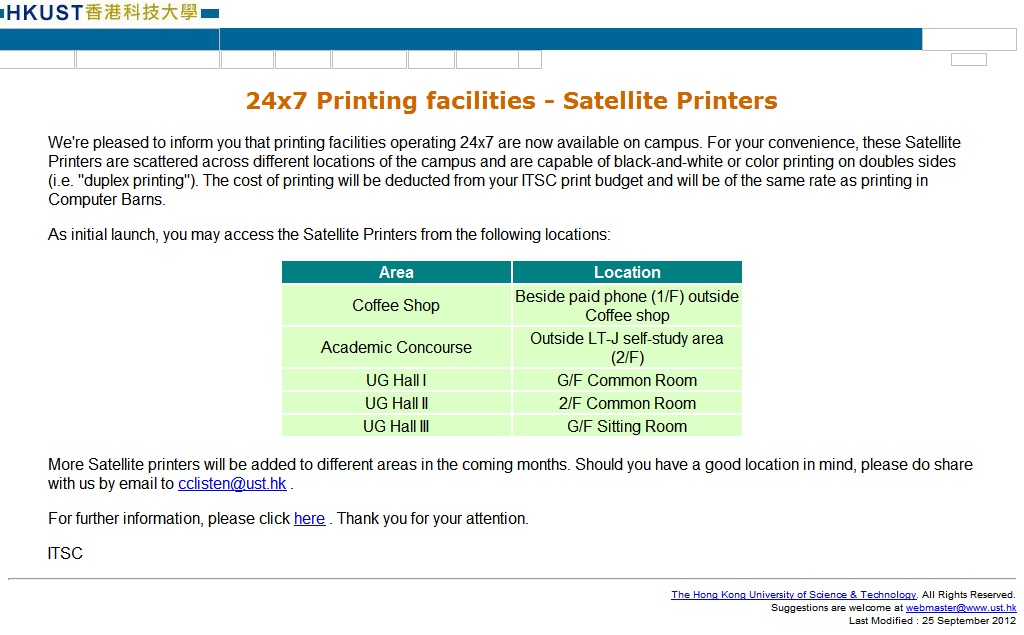 HKUST香港科技大學
24x7 Printing facilities - Satellite Printers
We're pleased to inform you that printing facilities operating 24x7 are now available on campus. For your convenience, these Satellite
Printers are scattered across different locations of the campus and are capable of black-and-white or color printing on doubles sides
(i.e. "duplex printing"). The cost of printing will be deducted from your ITSC print budget and will be of the same rate as printing in
Computer Barns.
As initial launch, you may access the Satellite Printers from the following locations:
Area Location
Coffee Shop Beside paid phone (1/F) outside
Coffee shop
Academic Concourse Outside LT-J self-study area
(2/F)
UG Hall I G/F Common Room
UG Hall II 2/F Common Room
UG Hall III G/F Sitting Room
More Satellite printers will be added to different areas in the coming months. Should you have a good location in mind, please do share
with us by email to cclisten@ust.hk .
For further information, please click here . Thank you for your attention.
ITSC
The Hong Kong University of Science & Technology. All Rights Reserved.
Suggestions are welcome at webmaster@www.ust.hk
Last Modified : 25 September 2012